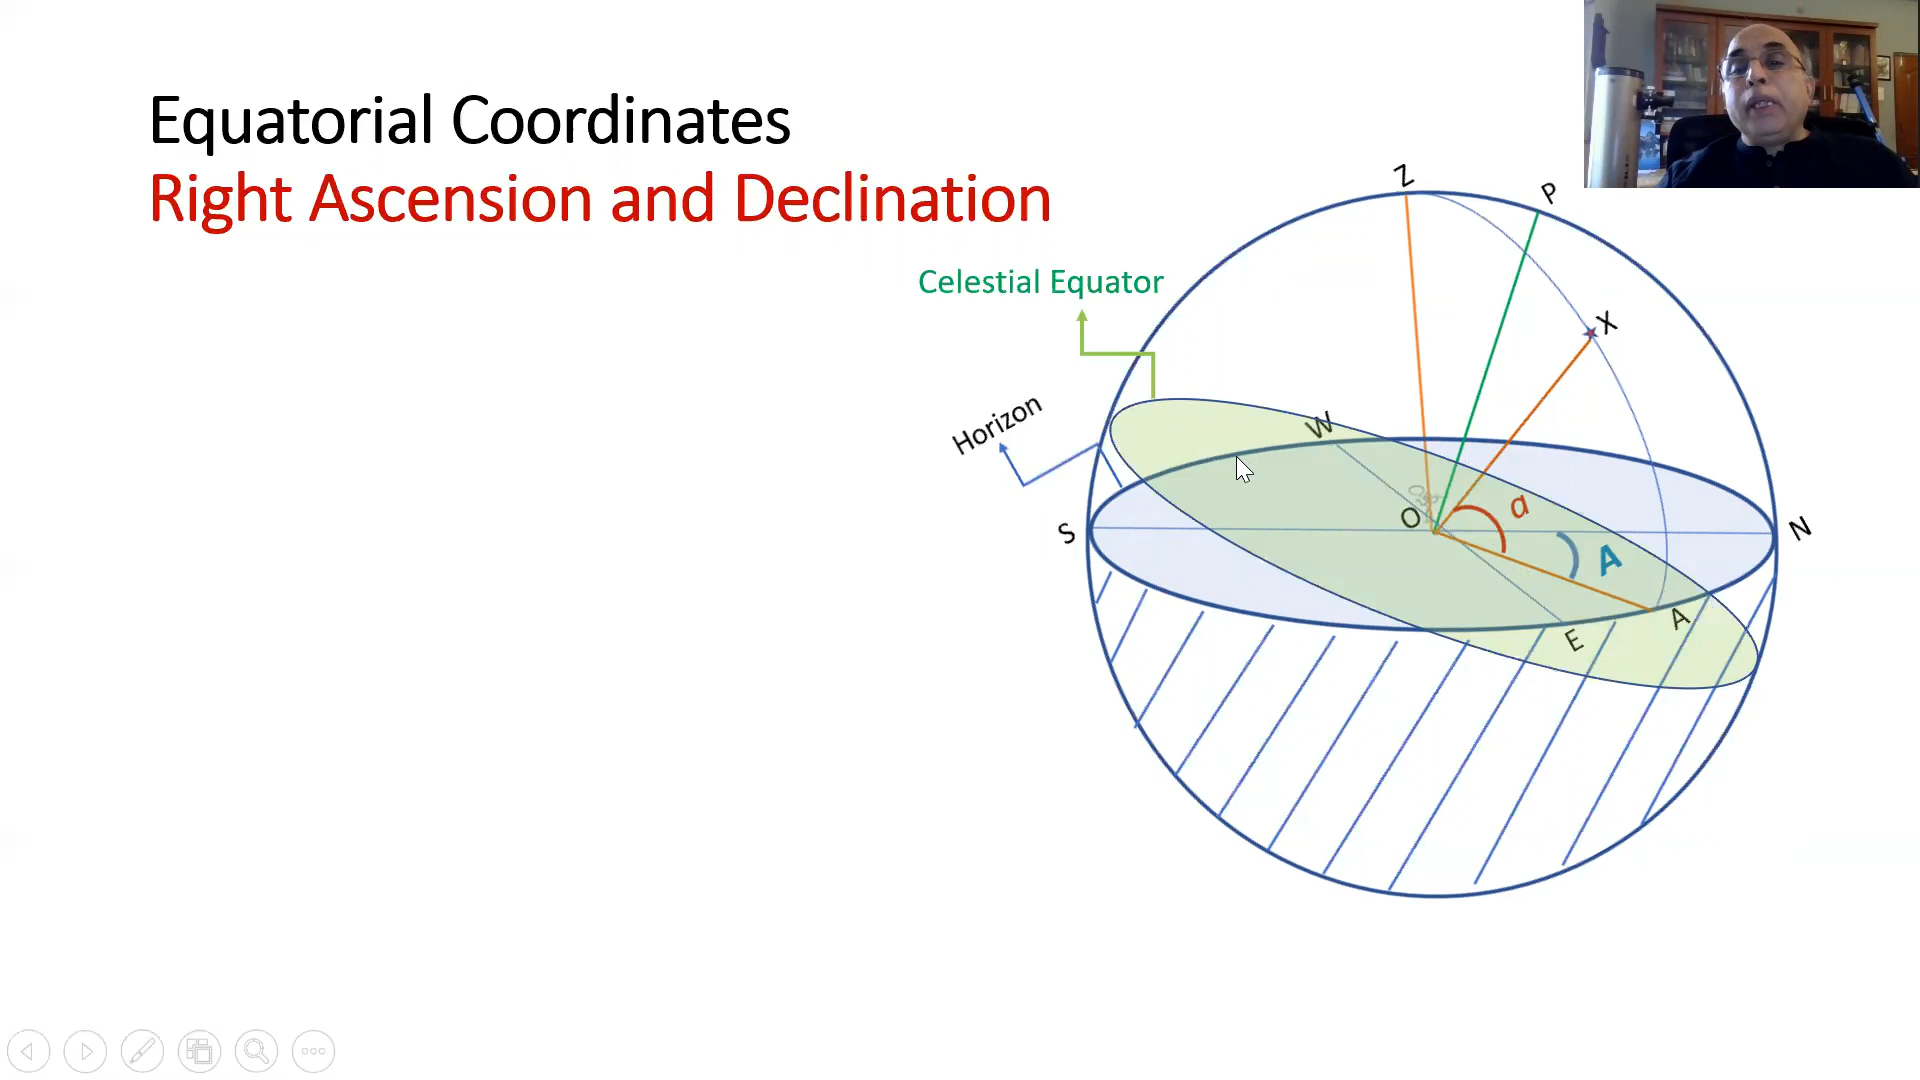 Equatorial Coordinates
Right Ascension and Declination
Z
P
Celestial Equator
X
Horizon
W
a
O
S
N
A
A
E